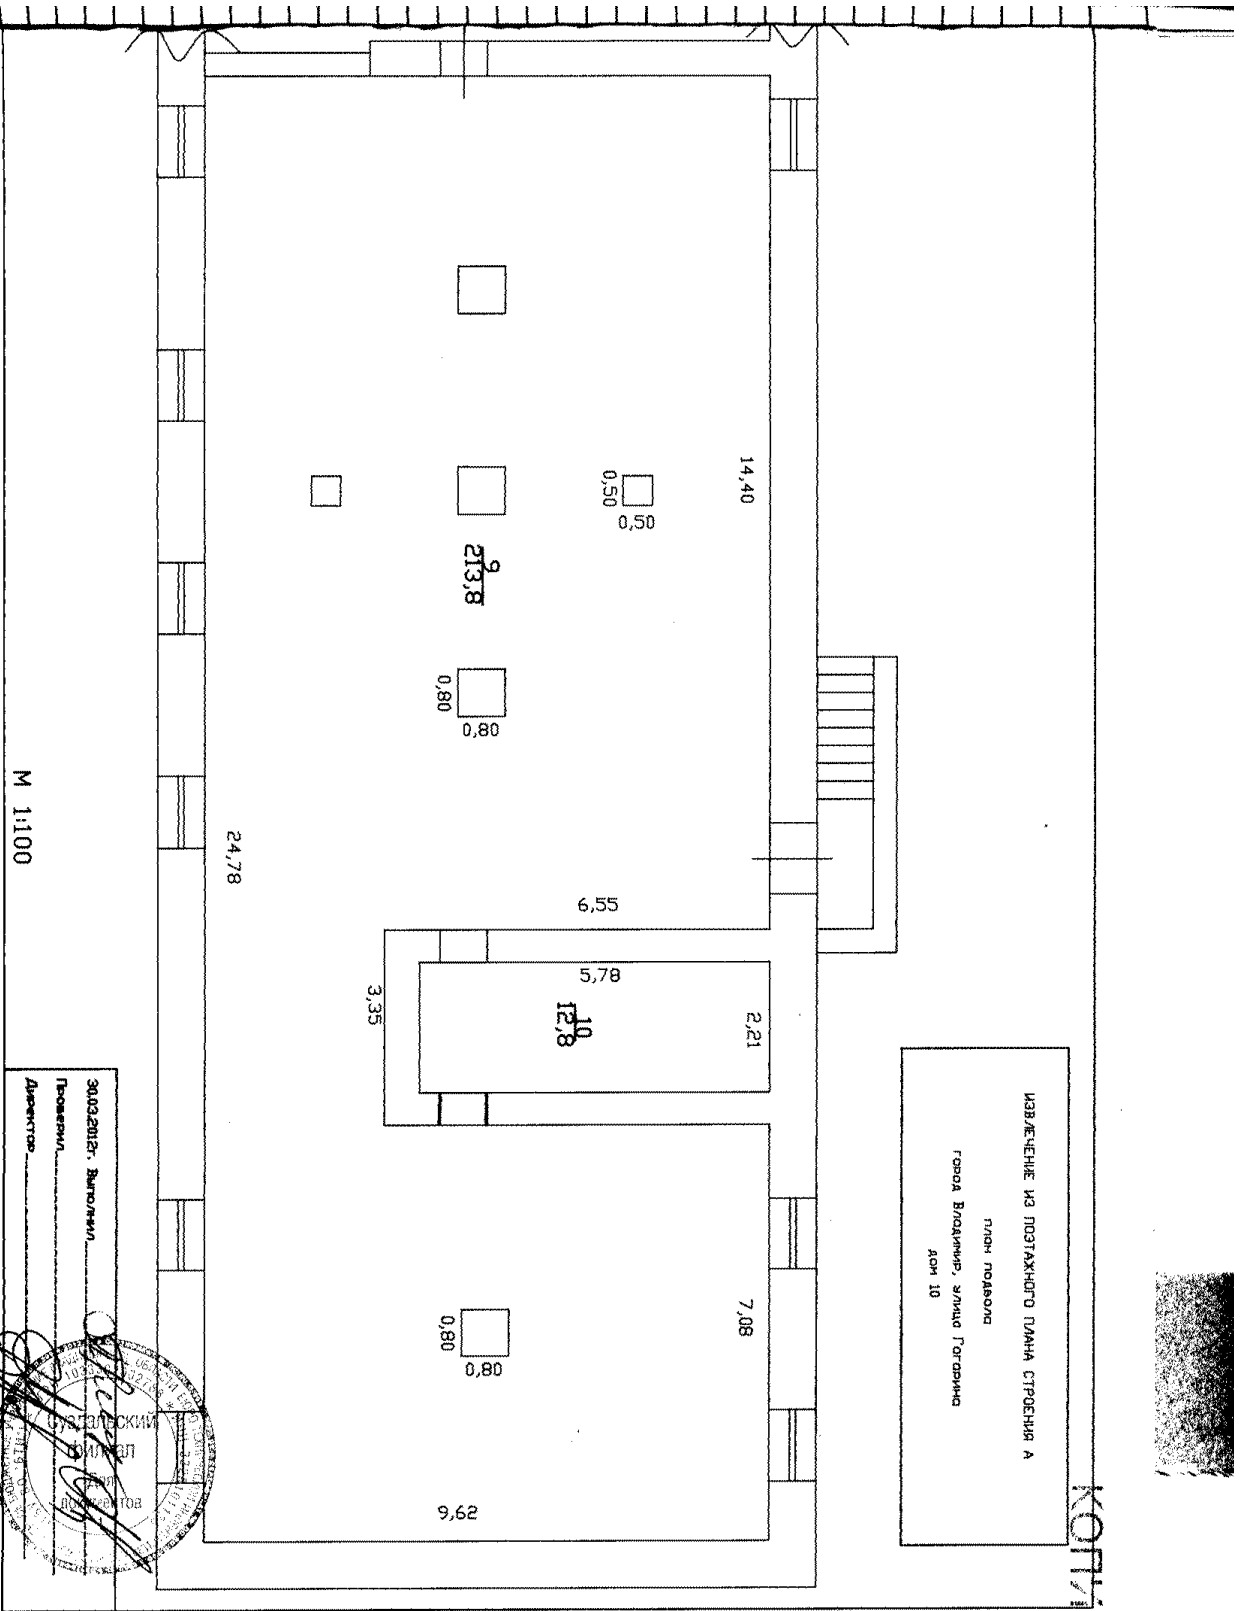 ИЗВЛЕЧЕНИЕ ИЗ ПОЭТАЖНОГО ПЛАНА СТРОЕНИЯ А
план подвала
город Владимир, улица Гагарина
дом 10
КОПИ
14,40
0,50
0,50
9
213,8
0,80
0,80
24,78
6,55
5,78
2,21
10
12,8
3,35
7,08
0,80
0,80
9,62
М 1:100
30.03.2012г. Выполнил
Проверил
Директор
Суздальский
филиал
для
документов